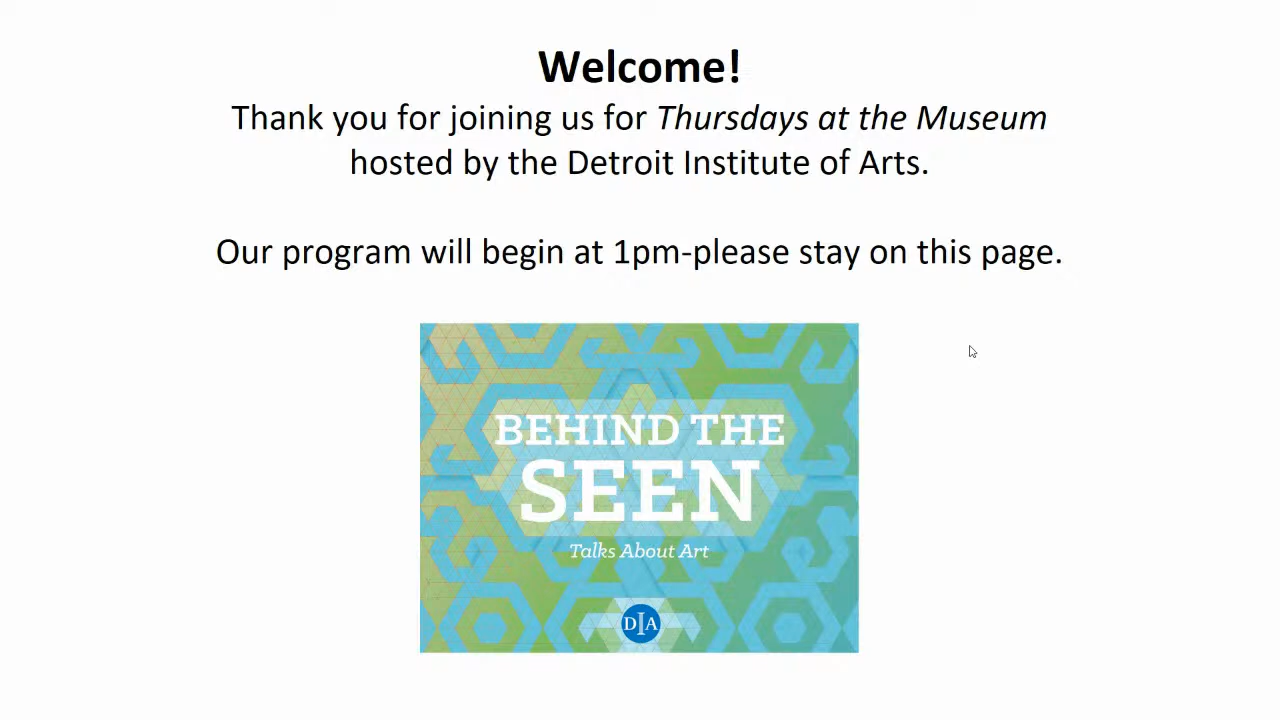 Welcome!
Thank you for joining us for Thursdays at the Museum
hosted by the Detroit Institute of Arts.
Our program will begin at 1pm-please stay on this page.
BEHIND THE
SEEN
Talks About Art
DIA